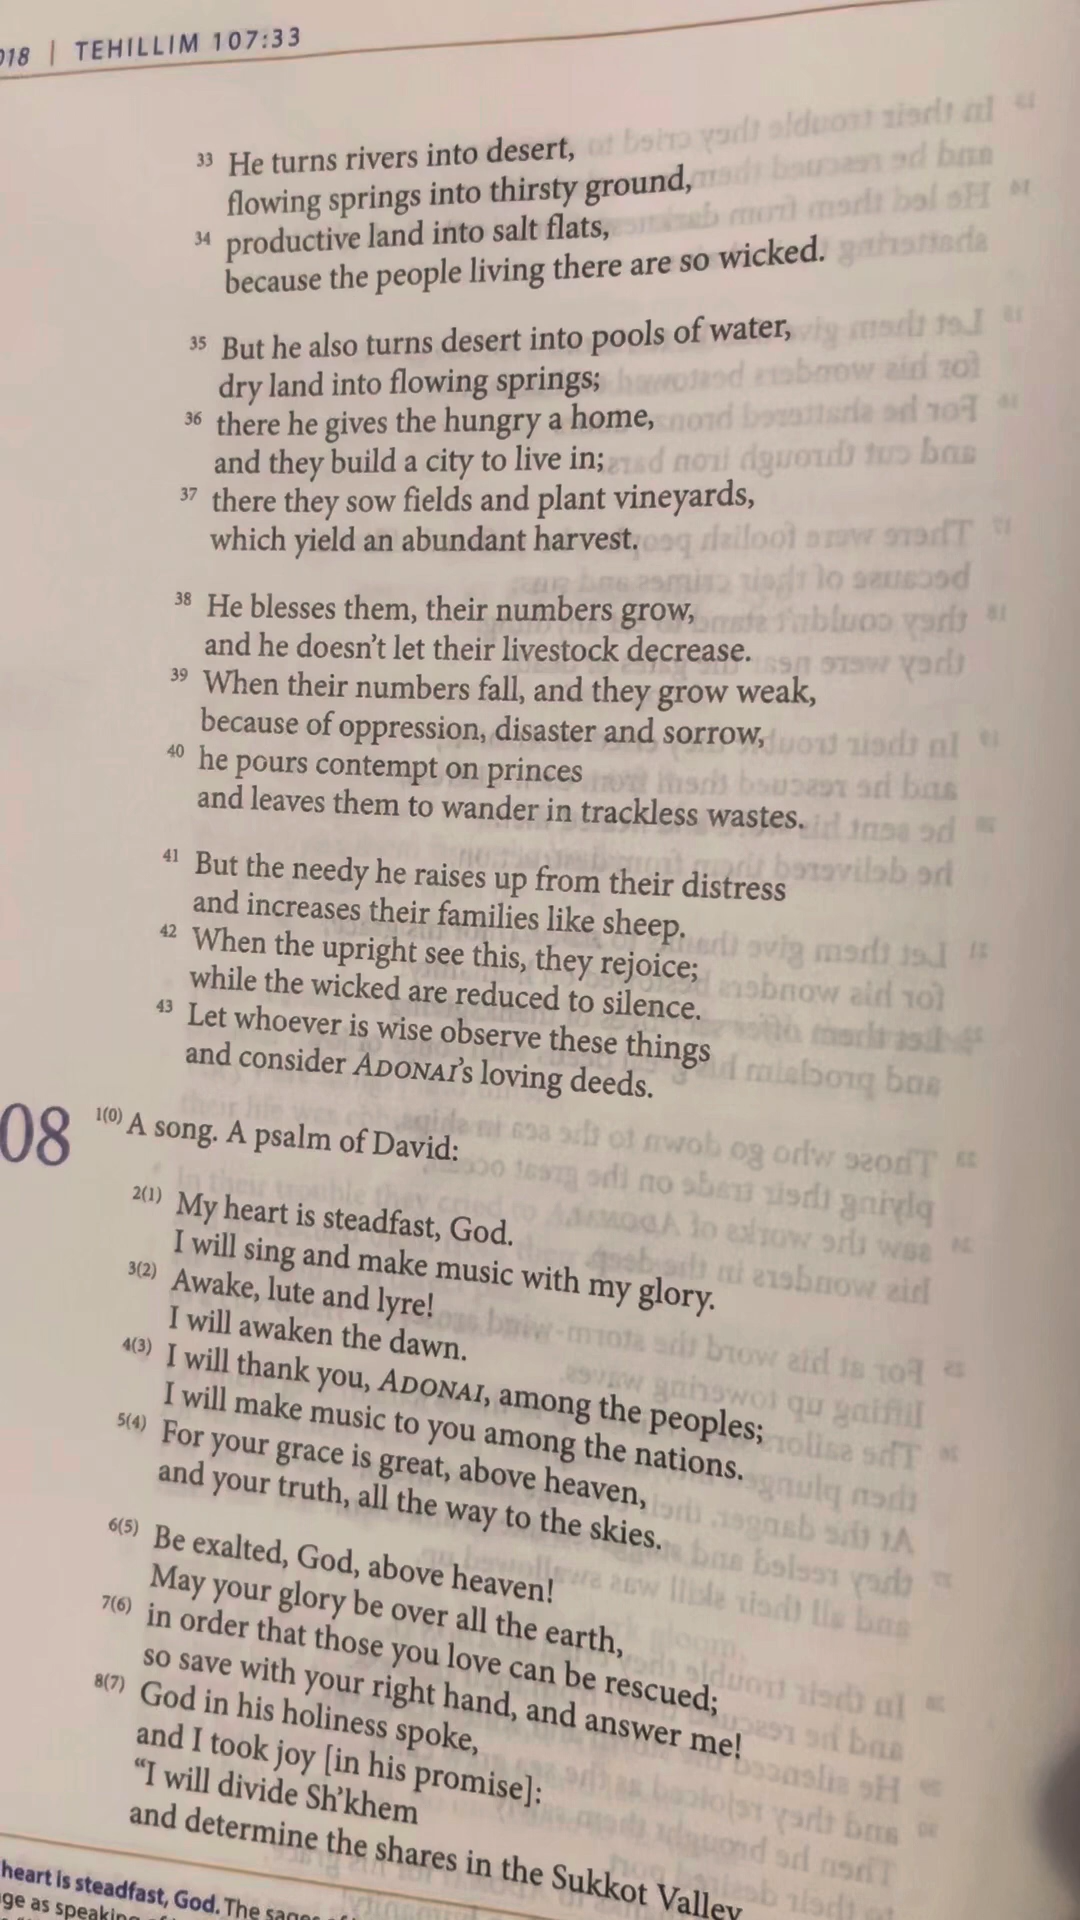 018 | TEHILLIM 107:33
33 He turns rivers into desert,
flowing springs into thirsty ground,
34 productive land into salt flats,
because the people living there are so wicked.
35 But he also turns desert into pools of water,
dry land into flowing springs;
36 there he gives the hungry a home,
and they build a city to live in;
37 there they sow fields and plant vineyards,
which yield an abundant harvest.
38 He blesses them, their numbers grow,
and he doesn't let their livestock decrease.
39 When their numbers fall, and they grow weak,
because of oppression, disaster and sorrow,
40 he pours contempt on princes
and leaves them to wander in trackless wastes.
41 But the needy he raises up from their distress
and increases their families like sheep.
42 When the upright see this, they rejoice;
while the wicked are reduced to silence.
43 Let whoever is wise observe these things
and consider ADONAI's loving deeds.
08 1(0) A song. A psalm of David:
2(1) My heart is steadfast, God.
I will sing and make music with my glory.
3(2) Awake, lute and lyre!
I will awaken the dawn.
4(3) I will thank you, ADONAI, among the peoples;
I will make music to you among the nations.
5(4) For your grace is great, above heaven,
and your truth, all the way to the skies.
6(5) Be exalted, God, above heaven!
May your glory be over all the earth,
7(6) in order that those you love can be rescued;
so save with your right hand, and answer me!
8(7) God in his holiness spoke,
and I took joy [in his promise]:
"I will divide Sh'khem
and determine the shares in the Sukkot Valley
heart is steadfast, God. The
as speaking